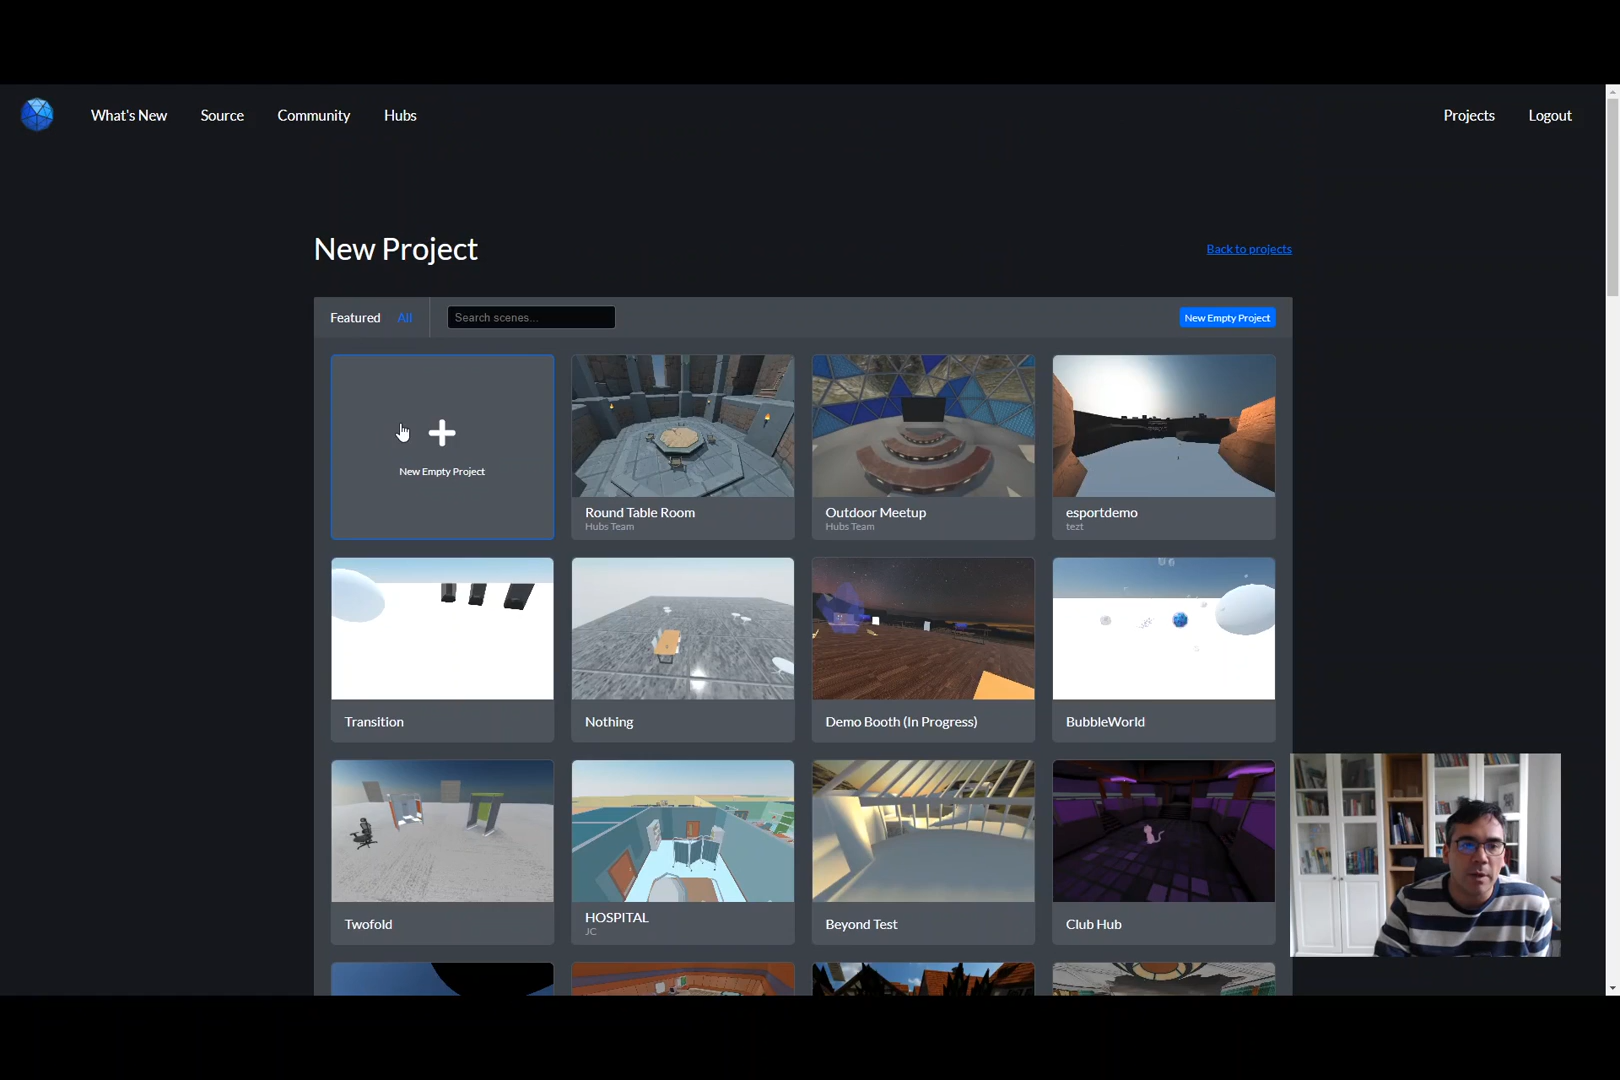 What's New
Source
Community
Hubs
Projects
Logout
New Project
Back to projects
Featured
All
Search scenes...
New Empty Project
New Empty Project
Round Table Room
Hubs Team
Outdoor Meetup
Hubs Team
esportdemo
tezt
Transition
Nothing
Demo Booth (In Progress)
BubbleWorld
Twofold
HOSPITAL
JC
Beyond Test
Club Hub